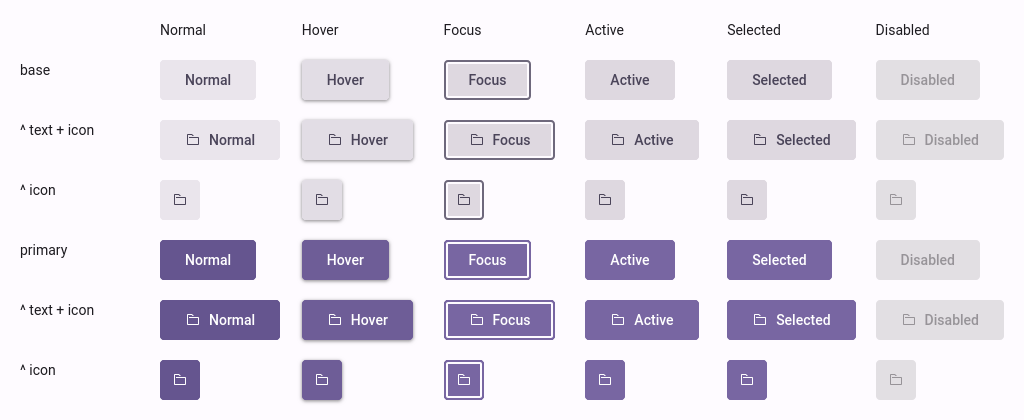 Normal Hover Focus Active Selected Disabled
base Normal Hover Focus Active Selected Disabled
^ text + icon Normal Hover Focus Active Selected Disabled
^ icon
primary Normal Hover Focus Active Selected Disabled
^ text + icon Normal Hover Focus Active Selected Disabled
^ icon